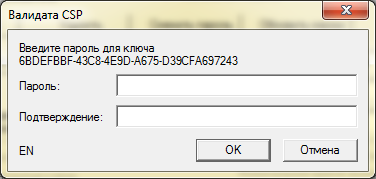 Валидата CSP
Введите пароль для ключа
6BDEFBBF-43C8-4E9D-A675-D39CFA697243
Пароль:
Подтверждение:
EN
OK
Отмена